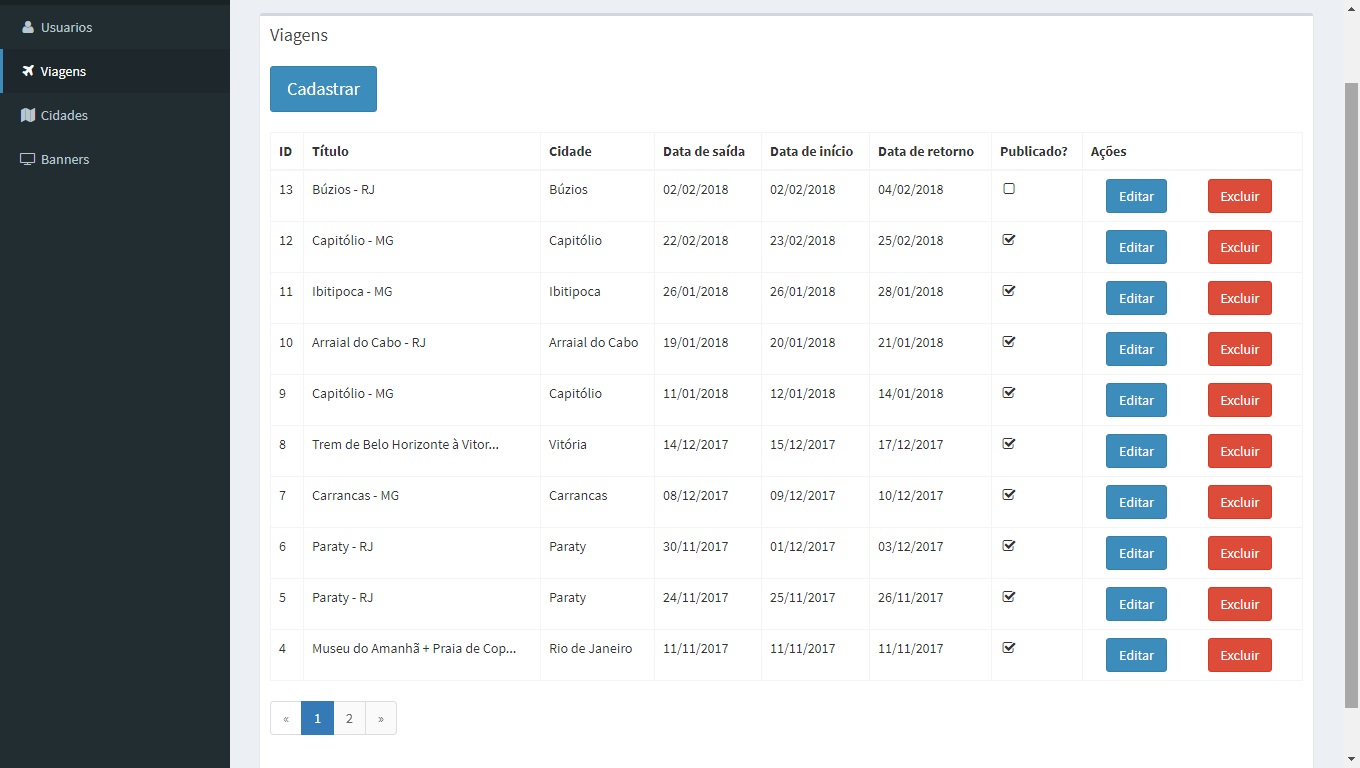 Usuarios
Viagens
Cidades
Banners
Viagens
Cadastrar
ID Título Cidade Data de saída Data de início Data de retorno Publicado? Ações
13 Búzios - RJ Búzios 02/02/2018 02/02/2018 04/02/2018 Editar Excluir
12 Capitólio - MG Capitólio 22/02/2018 23/02/2018 25/02/2018 Editar Excluir
11 Ibitipoca - MG Ibitipoca 26/01/2018 26/01/2018 28/01/2018 Editar Excluir
10 Arraial do Cabo - RJ Arraial do Cabo 19/01/2018 20/01/2018 21/01/2018 Editar Excluir
9 Capitólio - MG Capitólio 11/01/2018 12/01/2018 14/01/2018 Editar Excluir
8 Trem de Belo Horizonte à Vitor... Vitória 14/12/2017 15/12/2017 17/12/2017 Editar Excluir
7 Carrancas - MG Carrancas 08/12/2017 09/12/2017 10/12/2017 Editar Excluir
6 Paraty - RJ Paraty 30/11/2017 01/12/2017 03/12/2017 Editar Excluir
5 Paraty - RJ Paraty 24/11/2017 25/11/2017 26/11/2017 Editar Excluir
4 Museu do Amanhã + Praia de Cop... Rio de Janeiro 11/11/2017 11/11/2017 11/11/2017 Editar Excluir
« 1 2 »